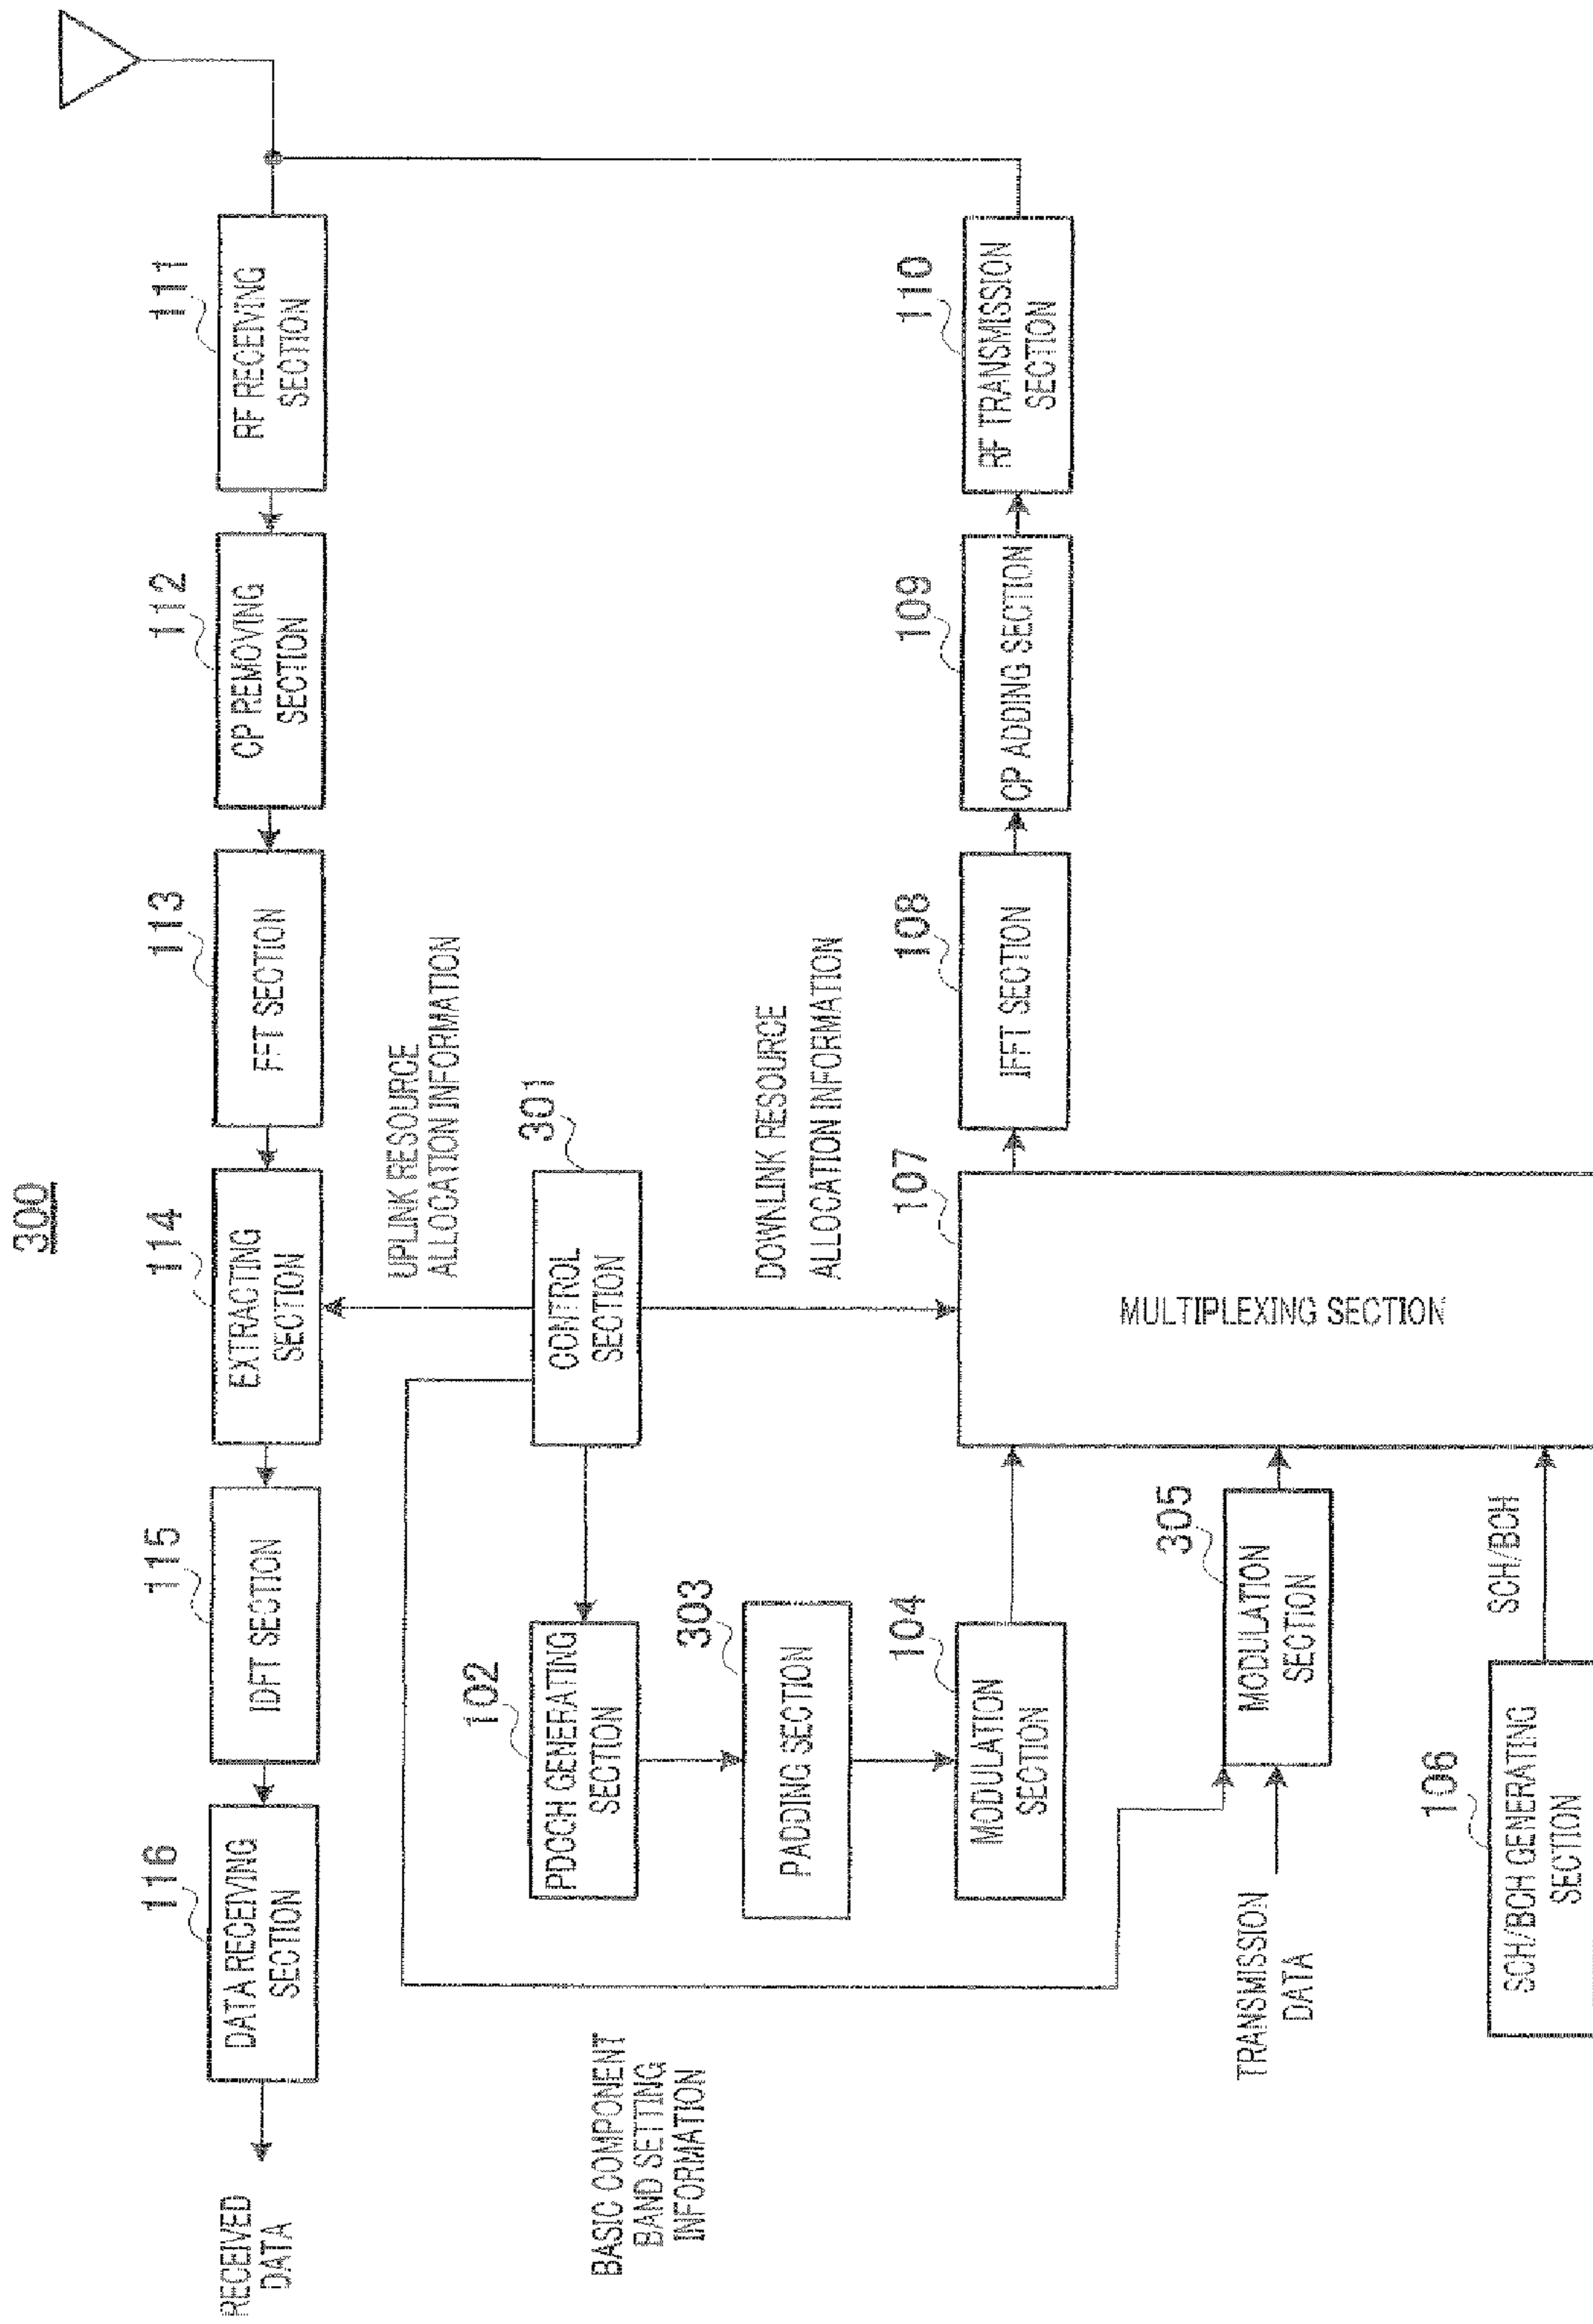 300
116
DATA RECEIVING
SECTION
115
IDFT SECTION
114
EXTRACTING
SECTION
113
FFT SECTION
112
CP REMOVING
SECTION
111
RF RECEIVING
SECTION
RECEIVED
DATA
UPLINK RESOURCE
ALLOCATION INFORMATION
301
CONTROL
SECTION
BASIC COMPONENT
BAND SETTING
INFORMATION
102
PDCCH GENERATING
SECTION
303
PADDING SECTION
104
MODULATION
SECTION
DOWNLINK RESOURCE
ALLOCATION INFORMATION
107
MULTIPLEXING SECTION
108
IFFT SECTION
109
CP ADDING SECTION
110
RF TRANSMISSION
SECTION
305
MODULATION
SECTION
TRANSMISSION
DATA
SCH/BCH
106
SCH/BCH GENERATING
SECTION